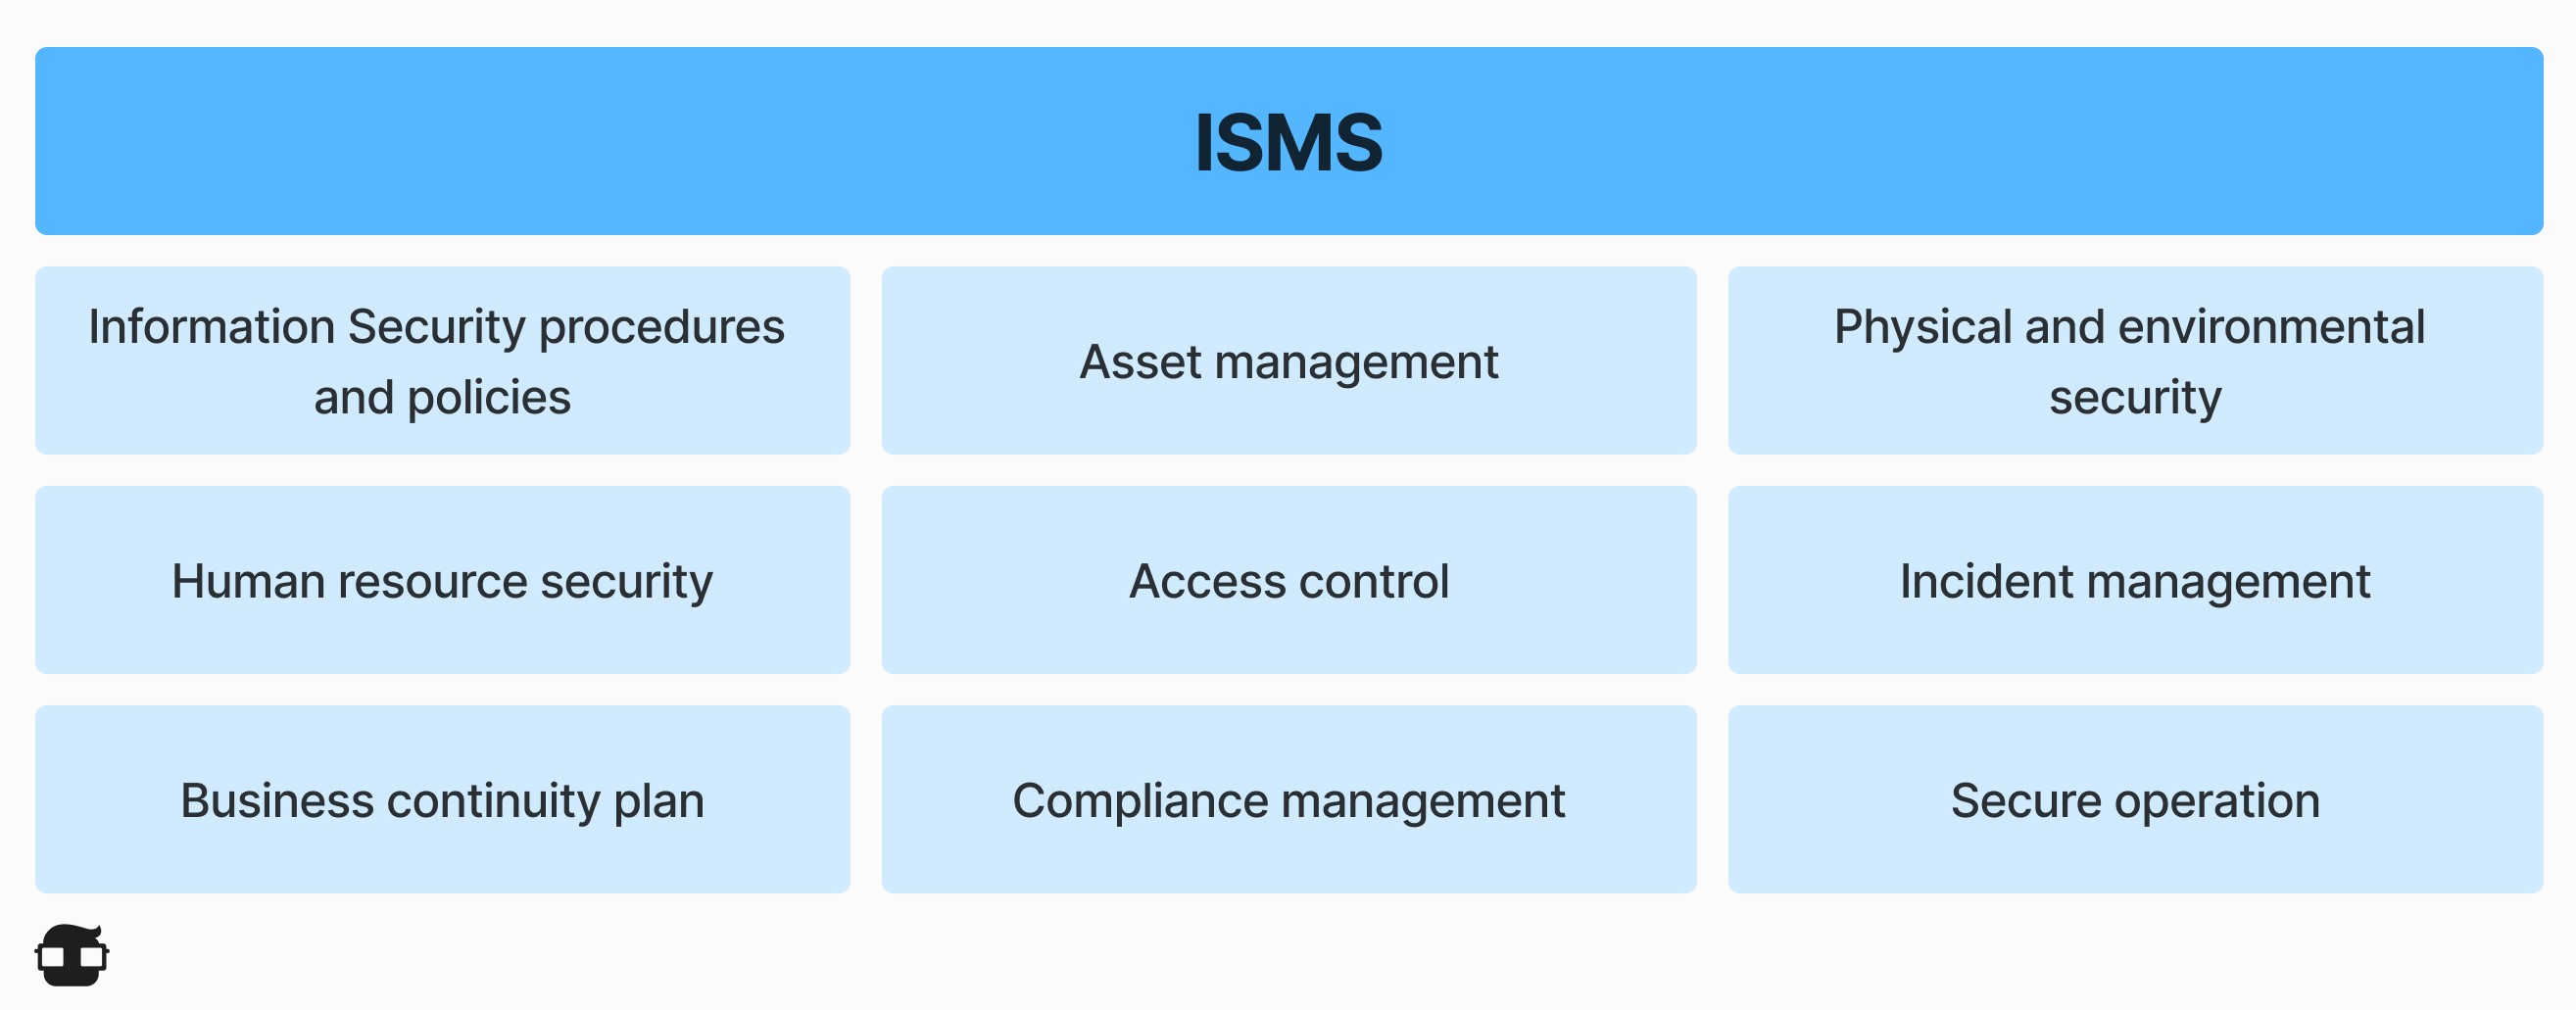 ISMS
Information Security procedures
and policies
Asset management
Physical and environmental
security
Human resource security
Access control
Incident management
Business continuity plan
Compliance management
Secure operation